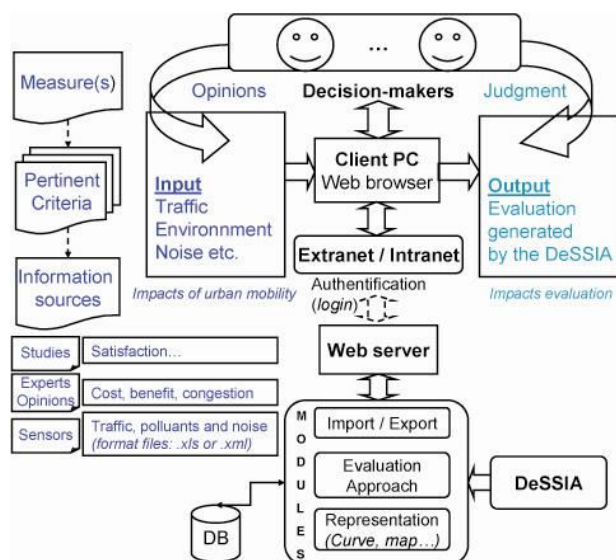 ...
Measure(s)
Opinions
Decision-makers
Judgment
Pertinent
Criteria
Input
Traffic
Environnment
Noise etc.
Client PC
Web browser
Output
Evaluation
generated
by the DeSSIA
Information
sources
Extranet / Intranet
Impacts of urban mobility
Authentification
(login)
Impacts evaluation
Web server
Studies
Satisfaction...
Experts
Opinions
Cost, benefit, congestion
Sensors
Traffic, polluants and noise
(format files: .xls or .xml)
MODULES
Import / Export
Evaluation
Approach
Representation
(Curve, map...)
DeSSIA
DB